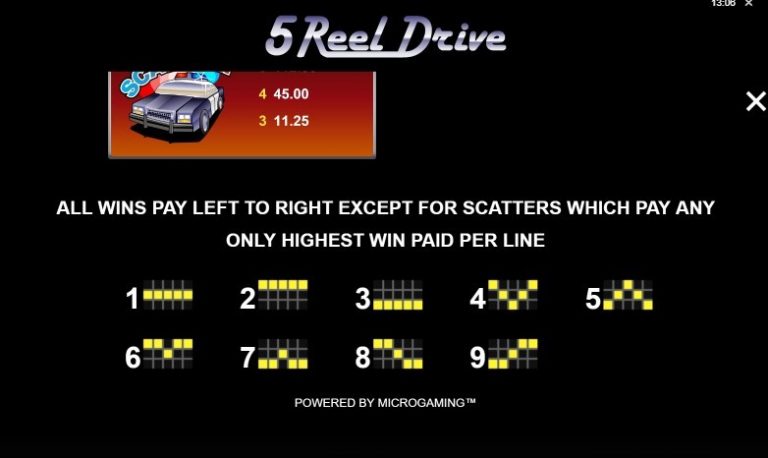 13:06 ×
5 Reel Drive
4 45.00
3 11.25
ALL WINS PAY LEFT TO RIGHT EXCEPT FOR SCATTERS WHICH PAY ANY
ONLY HIGHEST WIN PAID PER LINE
1 2 3 4 5
6 7 8 9
POWERED BY MICROGAMING™